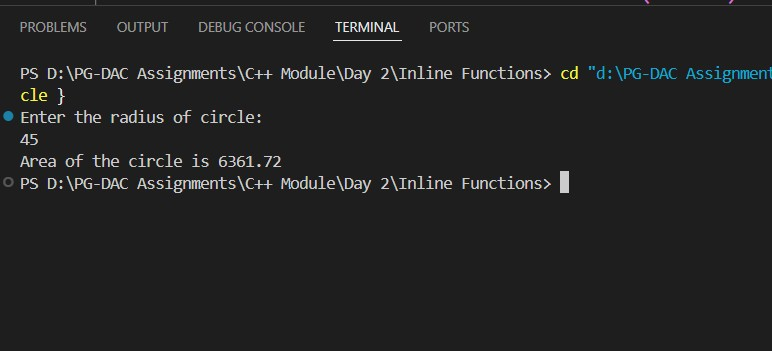 PROBLEMS OUTPUT DEBUG CONSOLE TERMINAL PORTS
PS D:\PG-DAC Assignments\C++ Module\Day 2\Inline Functions> cd "d:\PG-DAC Assignment
cle }
Enter the radius of circle:
45
Area of the circle is 6361.72
PS D:\PG-DAC Assignments\C++ Module\Day 2\Inline Functions>